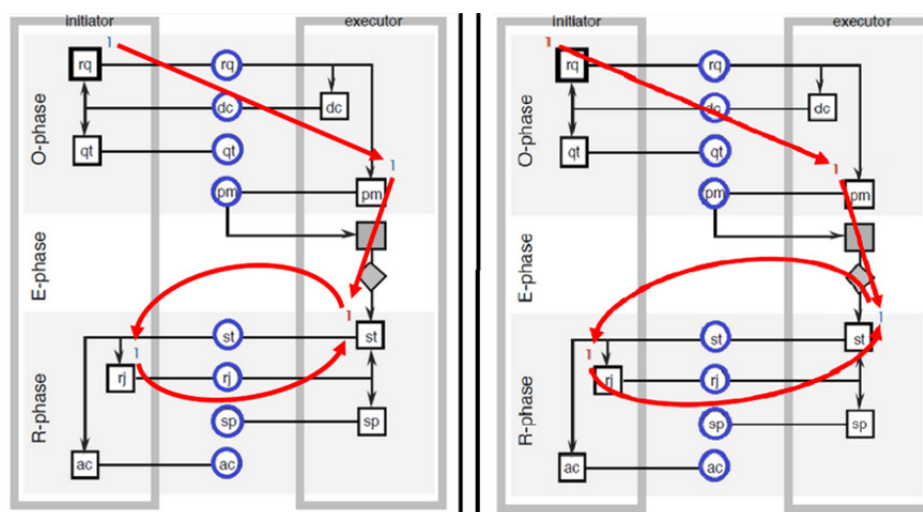 initiator executor
1
rq rq
O-phase dc dc
qt qt
1
pm pm
E-phase
1
st st
1
R-phase rj rj
sp sp
ac ac
initiator executor
1
rq rq
O-phase dc dc
qt qt
1
pm pm
E-phase
1
st st
1
R-phase rj rj
sp sp
ac ac